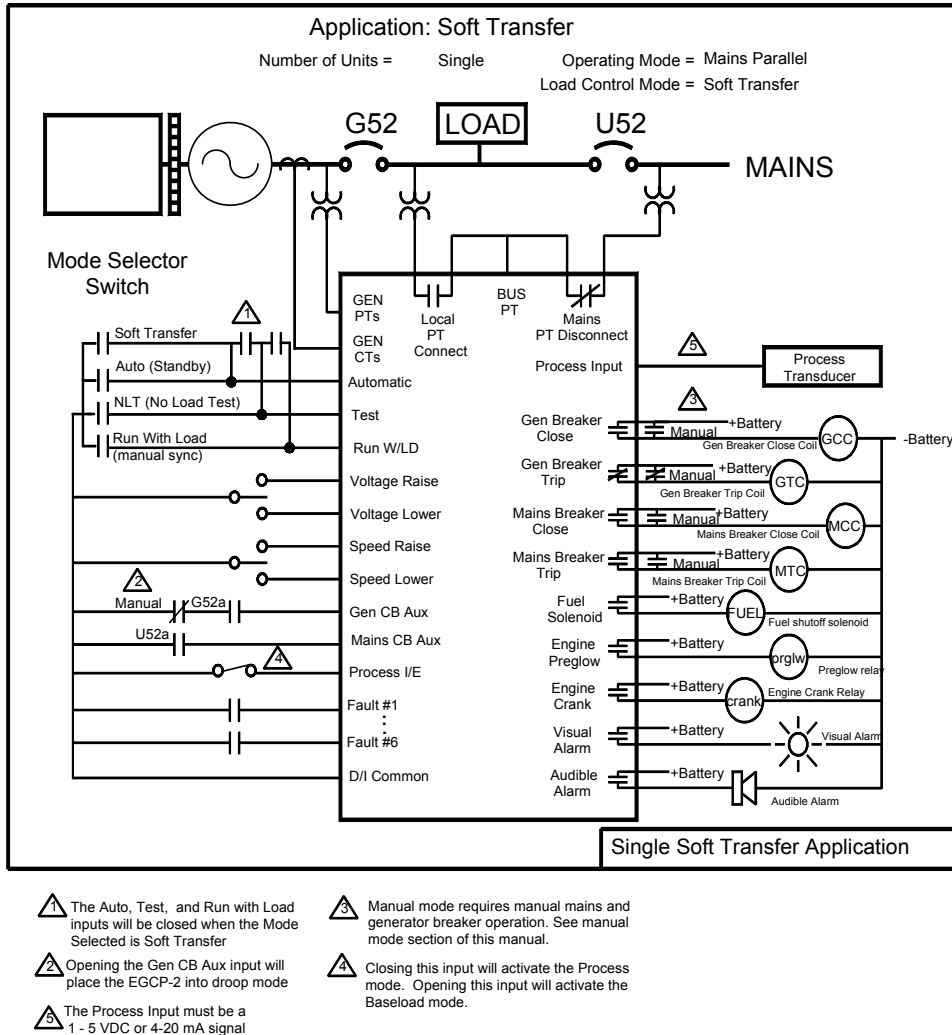 Application: Soft Transfer
Number of Units = Single Operating Mode = Mains Parallel
Load Control Mode = Soft Transfer
G52
LOAD
U52
MAINS
Mode Selector
Switch
GEN
PTs
GEN
CTs
Local
PT
Connect
BUS
PT
Mains
PT Disconnect
1
Soft Transfer
Auto (Standby)
NLT (No Load Test)
Run With Load
(manual sync)
Automatic
Test
Run W/LD
Voltage Raise
Voltage Lower
Speed Raise
Speed Lower
2
Manual
G52a
Gen CB Aux
U52a
Mains CB Aux
4
Process I/E
Fault #1
Fault #6
D/I Common
Process Input
5
Process
Transducer
3
Gen Breaker
Close
Manual
+Battery
Gen Breaker Close Coil
GCC
-Battery
Gen Breaker
Trip
Manual
+Battery
Gen Breaker Trip Coil
GTC
Mains Breaker
Close
Manual
+Battery
Mains Breaker Close Coil
MCC
Mains Breaker
Trip
Manual
+Battery
Mains Breaker Trip Coil
MTC
Fuel
Solenoid
+Battery
FUEL
Fuel shutoff solenoid
Engine
Preglow
+Battery
prglw
Preglow relay
Engine
Crank
+Battery
crank
Engine Crank Relay
Visual
Alarm
+Battery
Visual Alarm
Audible
Alarm
+Battery
Audible Alarm
Single Soft Transfer Application
1 The Auto, Test, and Run with Load
inputs will be closed when the Mode
Selected is Soft Transfer
2 Opening the Gen CB Aux input will
place the EGCP-2 into droop mode
5 The Process Input must be a
1 - 5 VDC or 4-20 mA signal
3 Manual mode requires manual mains and
generator breaker operation. See manual
mode section of this manual.
4 Closing this input will activate the Process
mode. Opening this input will activate the
Baseload mode.